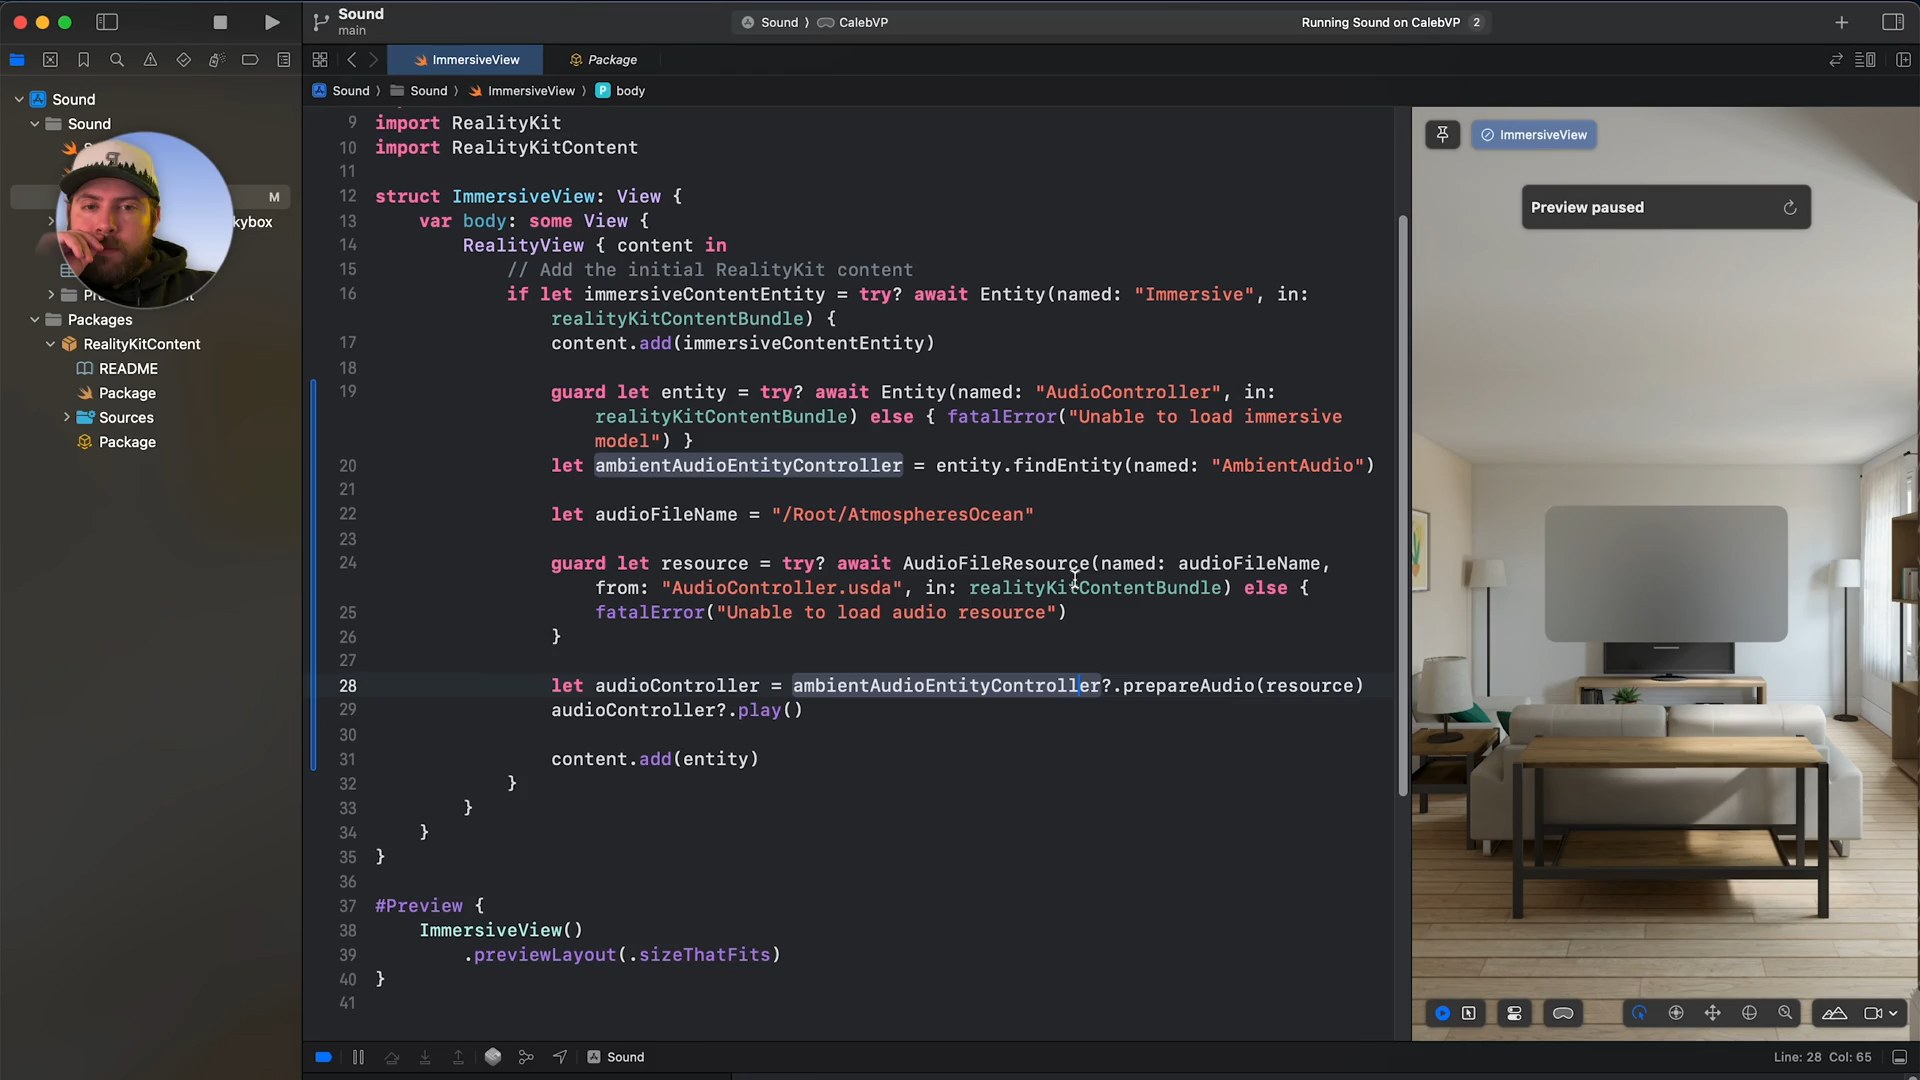 Sound
main
Sound 〉 CalebVP
Running Sound on CalebVP 2
ImmersiveView
Package
Sound 〉 Sound 〉 ImmersiveView 〉 P body
Sound
Sound
M
kybox
Packages
RealityKitContent
README
Package
Sources
Package
9 import RealityKit
10 import RealityKitContent
11
12 struct ImmersiveView: View {
13 var body: some View {
14 RealityView { content in
15 // Add the initial RealityKit content
16 if let immersiveContentEntity = try? await Entity(named: "Immersive", in:
realityKitContentBundle) {
17 content.add(immersiveContentEntity)
18
19 guard let entity = try? await Entity(named: "AudioController", in:
realityKitContentBundle) else { fatalError("Unable to load immersive
model") }
20 let ambientAudioEntityController = entity.findEntity(named: "AmbientAudio")
21
22 let audioFileName = "/Root/AtmospheresOcean"
23
24 guard let resource = try? await AudioFileResource(named: audioFileName,
from: "AudioController.usda", in: realityKitContentBundle) else {
25 fatalError("Unable to load audio resource")
26 }
27
28 let audioController = ambientAudioEntityController?.prepareAudio(resource)
29 audioController?.play()
30
31 content.add(entity)
32 }
33 }
34 }
35 }
36
37 #Preview {
38 ImmersiveView()
39 .previewLayout(.sizeThatFits)
40 }
41
ImmersiveView
Preview paused
Sound
Line: 28 Col: 65